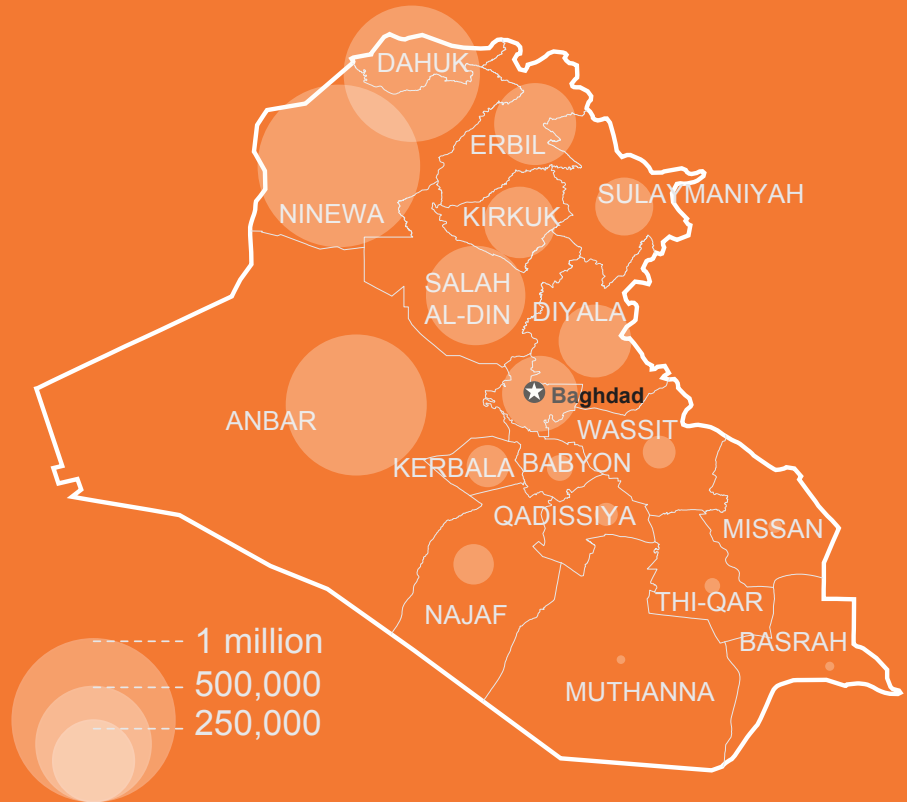 DAHUK
ERBIL
SULAYMANIYAH
NINEWA
KIRKUK
SALAH
AL-DIN
DIYALA
Baghdad
ANBAR
WASSIT
KERBALA
BABYON
QADISSIYA
MISSAN
NAJAF
THI-QAR
BASRAH
MUTHANNA
1 million
500,000
250,000